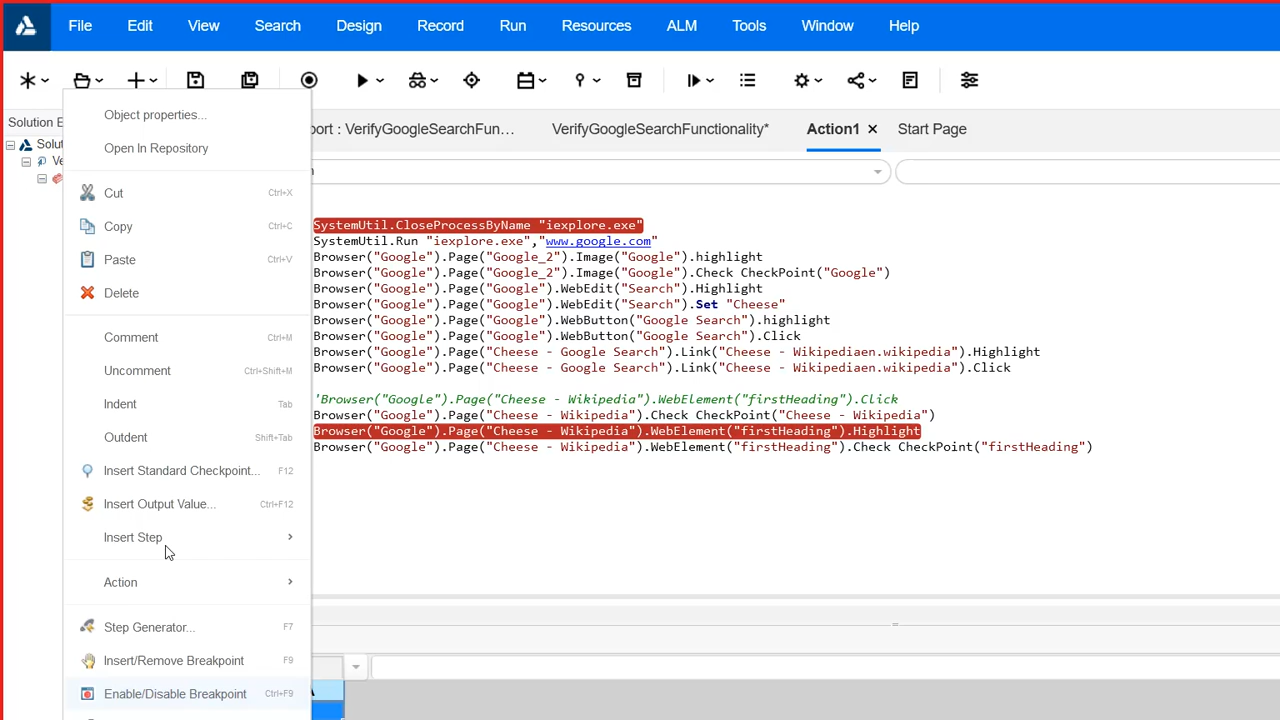 File Edit View Search Design Record Run Resources ALM Tools Window Help
Solution E
port : VerifyGoogleSearchFun... VerifyGoogleSearchFunctionality* Action1 × Start Page
Solut
Ve
Object properties...
Open In Repository
Cut Ctrl+X
Copy Ctrl+C
Paste Ctrl+V
Delete
Comment Ctrl+M
Uncomment Ctrl+Shift+M
Indent Tab
Outdent Shift+Tab
Insert Standard Checkpoint... F12
Insert Output Value... Ctrl+F12
Insert Step
Action
Step Generator... F7
Insert/Remove Breakpoint F9
Enable/Disable Breakpoint Ctrl+F9
SystemUtil.CloseProcessByName "iexplore.exe"
SystemUtil.Run "iexplore.exe","www.google.com"
Browser("Google").Page("Google_2").Image("Google").highlight
Browser("Google").Page("Google_2").Image("Google").Check CheckPoint("Google")
Browser("Google").Page("Google").WebEdit("Search").Highlight
Browser("Google").Page("Google").WebEdit("Search").Set "Cheese"
Browser("Google").Page("Google").WebButton("Google Search").highlight
Browser("Google").Page("Google").WebButton("Google Search").Click
Browser("Google").Page("Cheese - Google Search").Link("Cheese - Wikipediaen.wikipedia").Highlight
Browser("Google").Page("Cheese - Google Search").Link("Cheese - Wikipediaen.wikipedia").Click
'Browser("Google").Page("Cheese - Wikipedia").WebElement("firstHeading").Click
Browser("Google").Page("Cheese - Wikipedia").Check CheckPoint("Cheese - Wikipedia")
Browser("Google").Page("Cheese - Wikipedia").WebElement("firstHeading").Highlight
Browser("Google").Page("Cheese - Wikipedia").WebElement("firstHeading").Check CheckPoint("firstHeading")